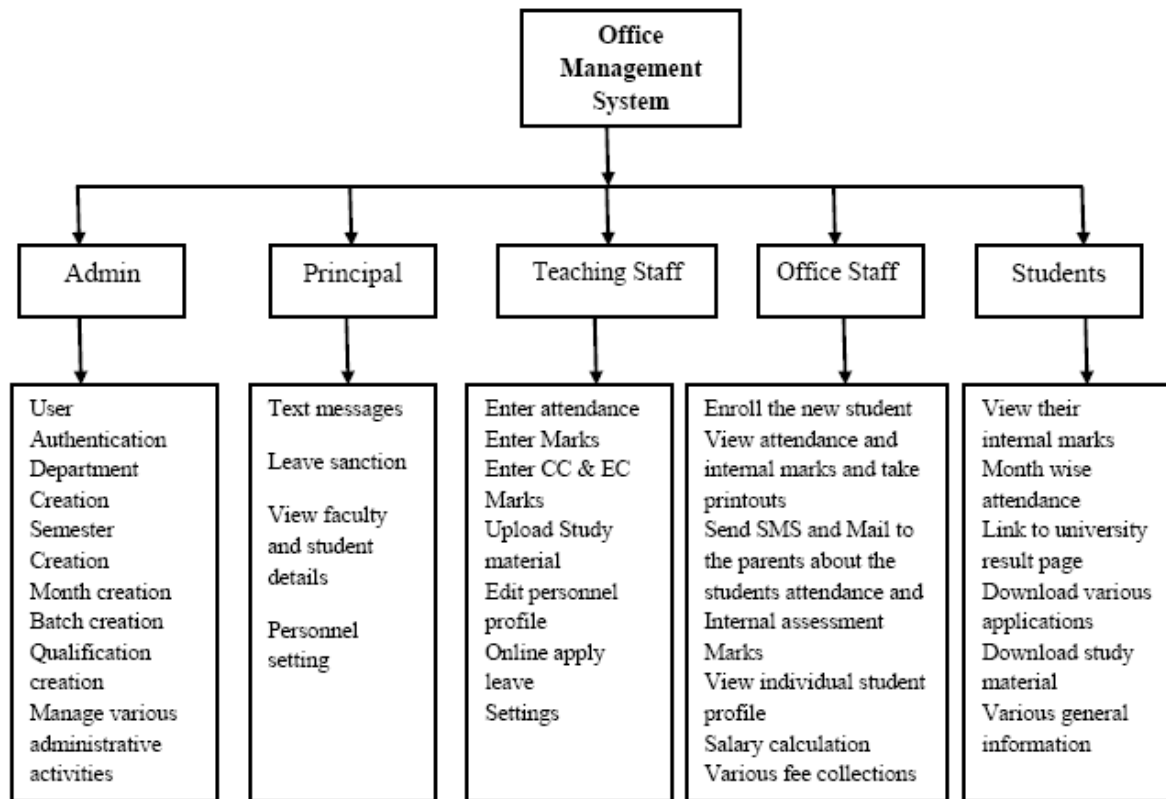 Office
Management
System
Admin
Principal
Teaching Staff
Office Staff
Students
User
Authentication
Department
Creation
Semester
Creation
Month creation
Batch creation
Qualification
creation
Manage various
administrative
activities
Text messages
Leave sanction
View faculty
and student
details
Personnel
setting
Enter attendance
Enter Marks
Enter CC & EC
Marks
Upload Study
material
Edit personnel
profile
Online apply
leave
Settings
Enroll the new student
View attendance and
internal marks and take
printouts
Send SMS and Mail to
the parents about the
students attendance and
Internal assessment
Marks
View individual student
profile
Salary calculation
Various fee collections
View their
internal marks
Month wise
attendance
Link to university
result page
Download various
applications
Download study
material
Various general
information